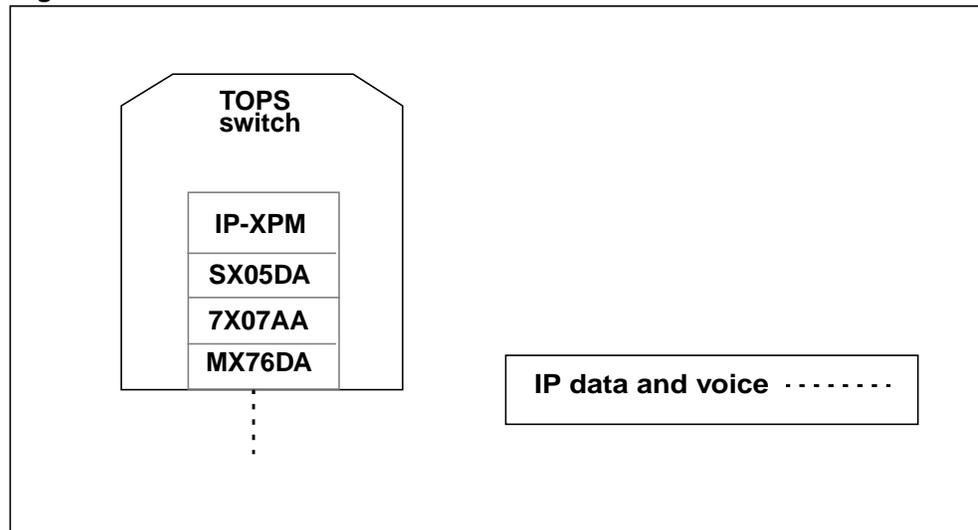 TOPS
switch
IP-XPM
SX05DA
7X07AA
MX76DA
IP data and voice